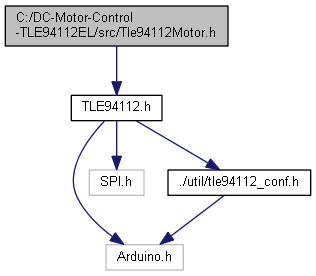 C:/DC-Motor-Control
-TLE94112EL/src/Tle94112Motor.h
TLE94112.h
SPI.h
./util/tle94112_conf.h
Arduino.h